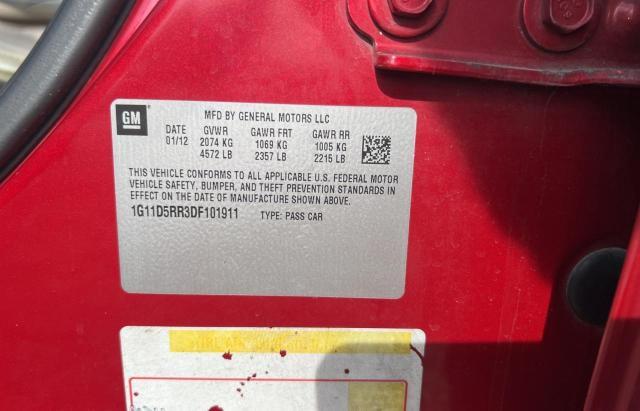 GM
MFD BY GENERAL MOTORS LLC
DATE GVWR GAWR FRT GAWR RR
01/12 2074 KG 1069 KG 1005 KG
4572 LB 2357 LB 2215 LB
THIS VEHICLE CONFORMS TO ALL APPLICABLE U.S. FEDERAL MOTOR
VEHICLE SAFETY, BUMPER, AND THEFT PREVENTION STANDARDS IN
EFFECT ON THE DATE OF MANUFACTURE SHOWN ABOVE.
1G11D5RR3DF101911 TYPE: PASS CAR